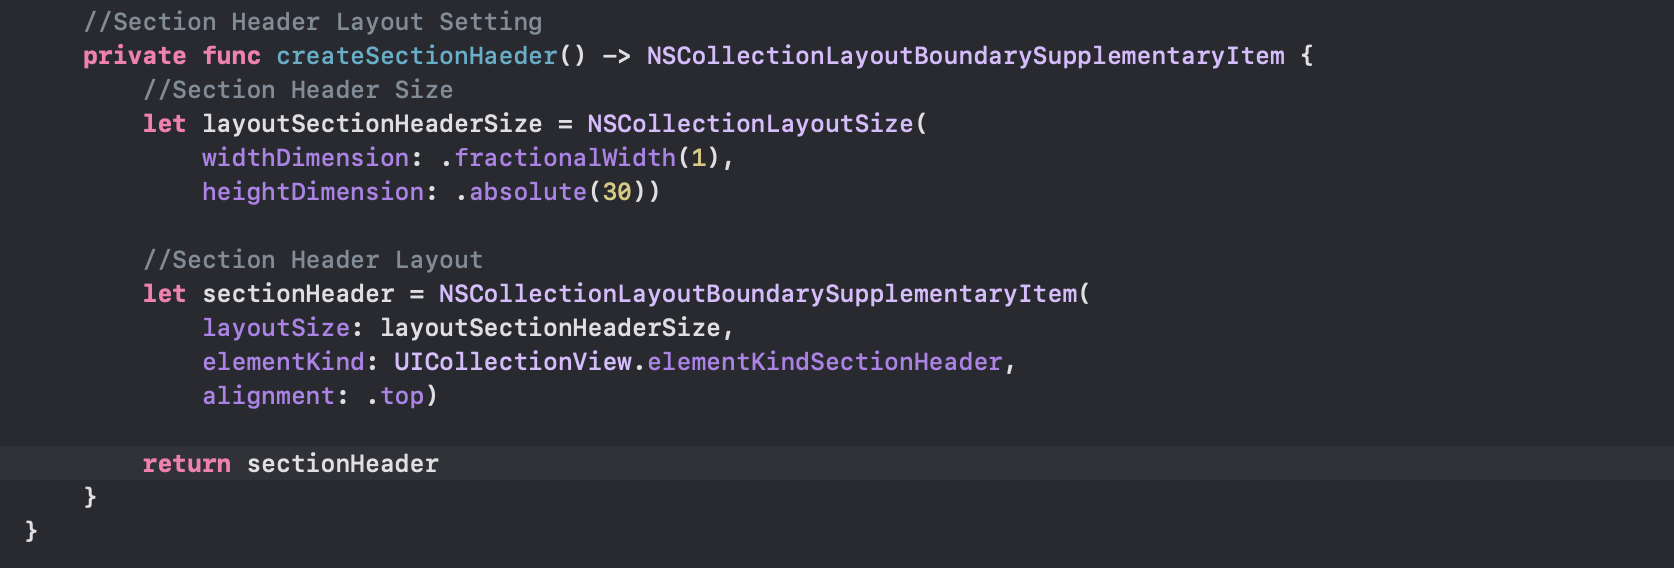 //Section Header Layout Setting
private func createSectionHaeder() -> NSCollectionLayoutBoundarySupplementaryItem {
//Section Header Size
let layoutSectionHeaderSize = NSCollectionLayoutSize(
widthDimension: .fractionalWidth(1),
heightDimension: .absolute(30))
//Section Header Layout
let sectionHeader = NSCollectionLayoutBoundarySupplementaryItem(
layoutSize: layoutSectionHeaderSize,
elementKind: UICollectionView.elementKindSectionHeader,
alignment: .top)
return sectionHeader
}
}